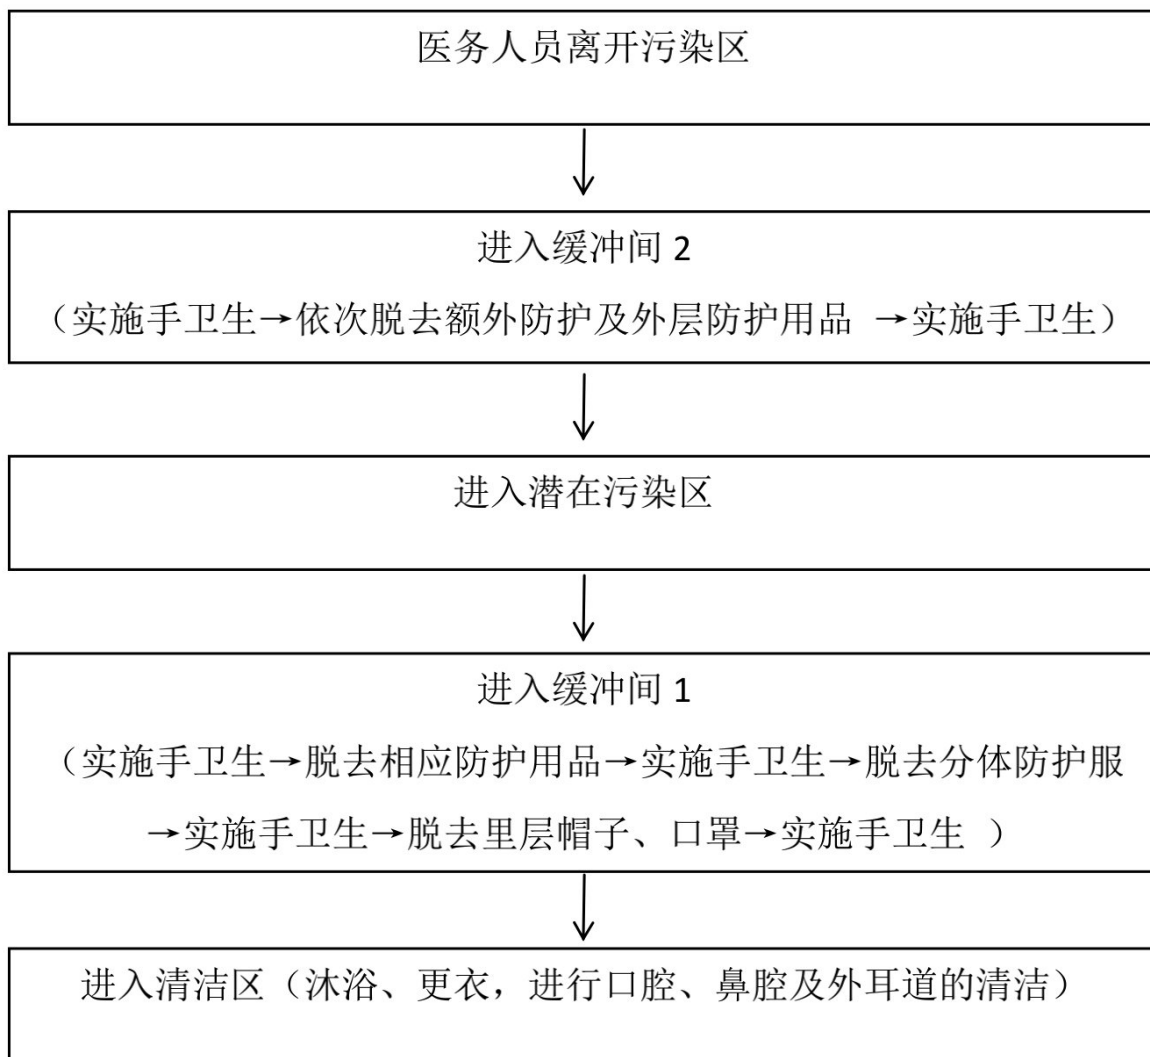 医务人员离开污染区
进入缓冲间 2
（实施手卫生→依次脱去额外防护及外层防护用品 →实施手卫生）
进入潜在污染区
进入缓冲间 1
（实施手卫生→脱去相应防护用品→实施手卫生→脱去分体防护服
→实施手卫生→脱去里层帽子、口罩→实施手卫生 ）
进入清洁区（沐浴、更衣，进行口腔、鼻腔及外耳道的清洁）